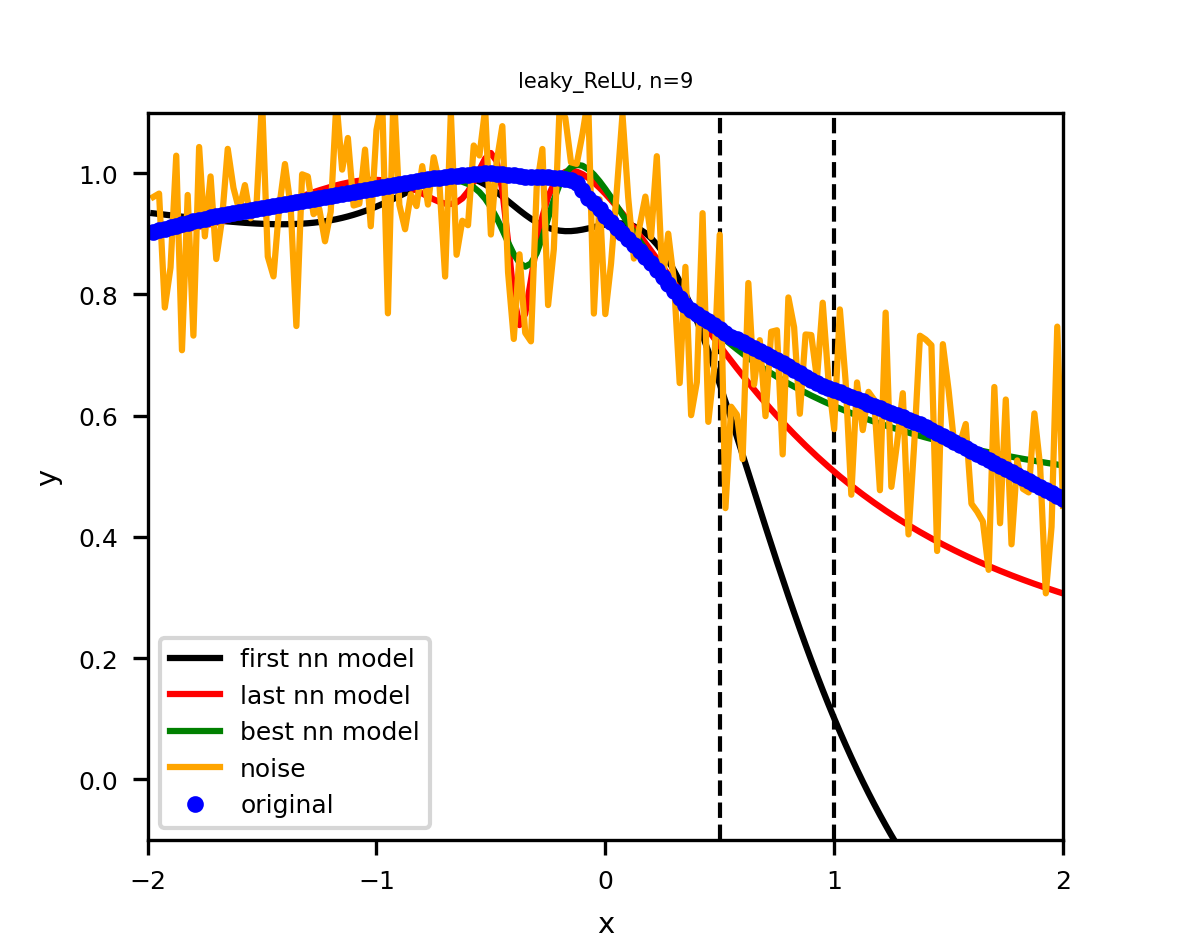 leaky_ReLU, n=9
1.0
0.8
0.6
0.4
0.2
0.0
y
first nn model
last nn model
best nn model
noise
original
−2
−1
0
1
2
x